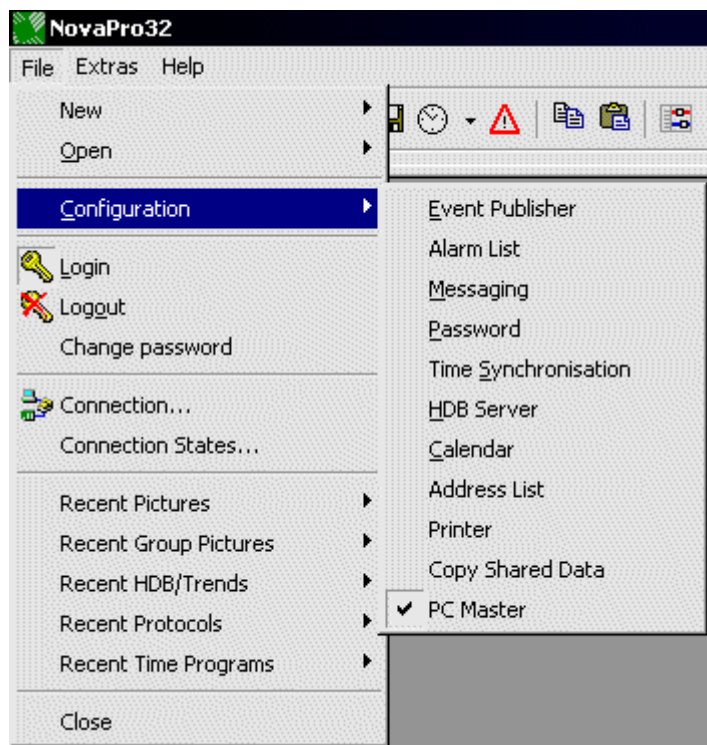 NovaPro32
File Extras Help
New
Open
Configuration
Login
Logout
Change password
Connection...
Connection States...
Recent Pictures
Recent Group Pictures
Recent HDB/Trends
Recent Protocols
Recent Time Programs
Close
Event Publisher
Alarm List
Messaging
Password
Time Synchronisation
HDB Server
Calendar
Address List
Printer
Copy Shared Data
PC Master